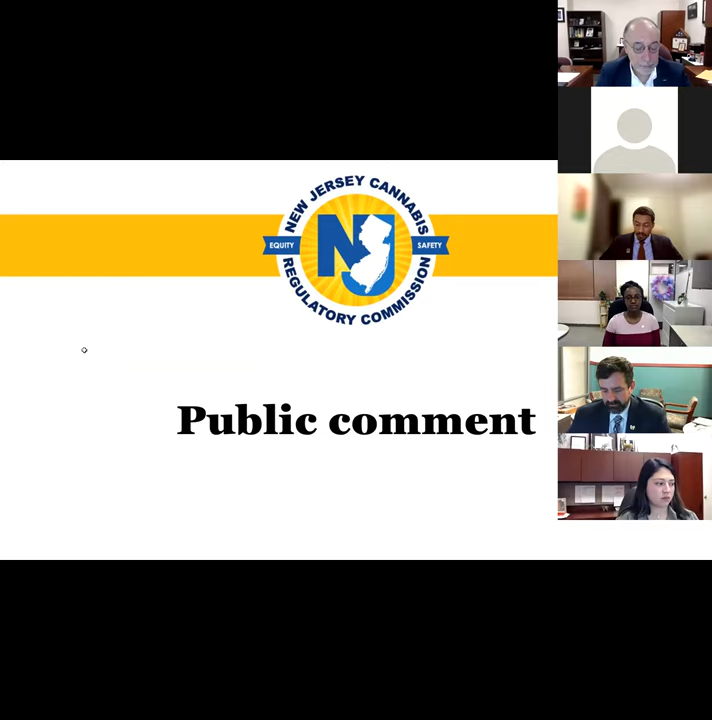 NEW JERSEY CANNABIS
EQUITY
NJ
SAFETY
REGULATORY COMMISSION
Public comment